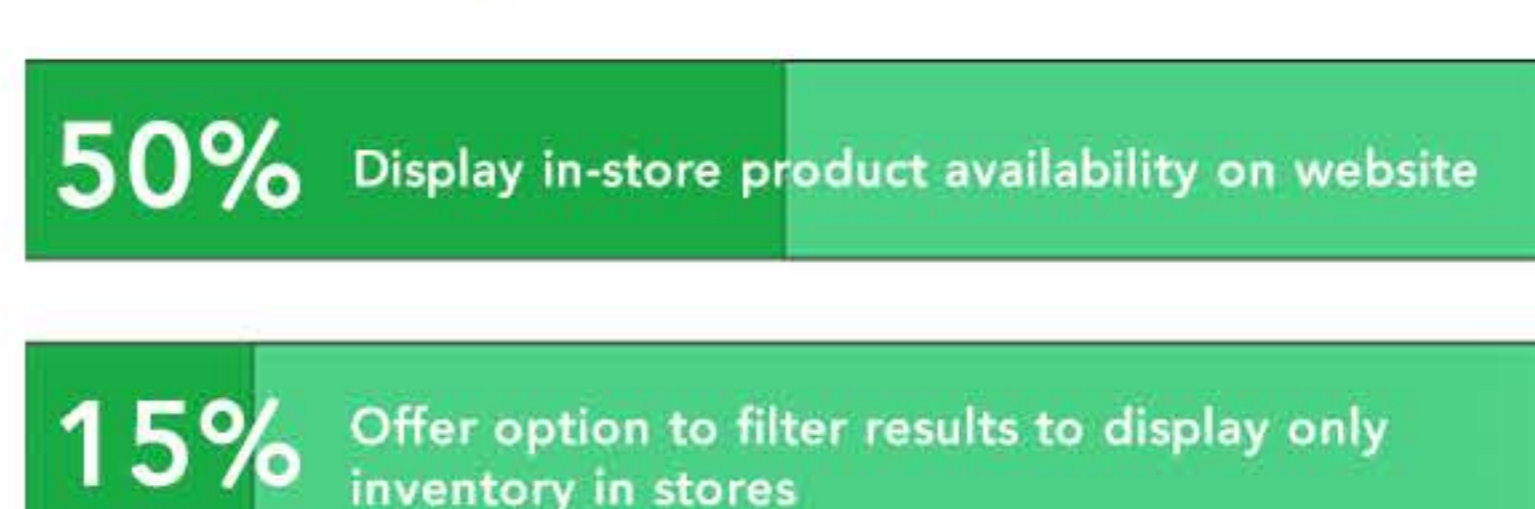 50% Display in-store product availability on website
15% Offer option to filter results to display only
inventory in stores